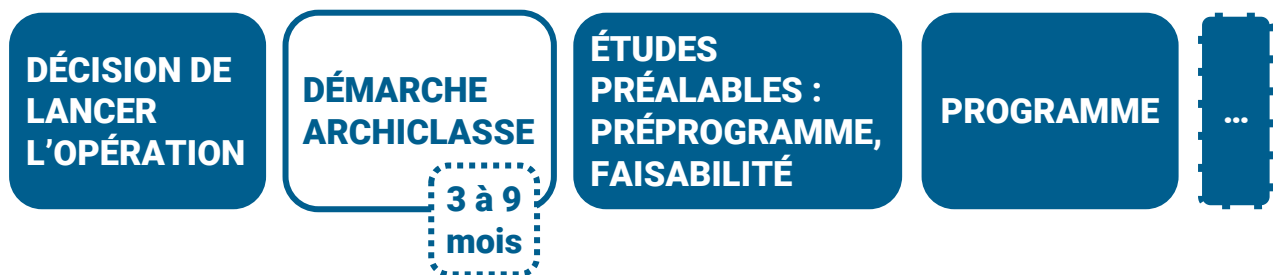 DÉCISION DE
LANCER
L'OPÉRATION
DÉMARCHE
ARCHICLASSE
3 à 9
mois
ÉTUDES
PRÉALABLES :
PRÉPROGRAMME,
FAISABILITÉ
PROGRAMME
...